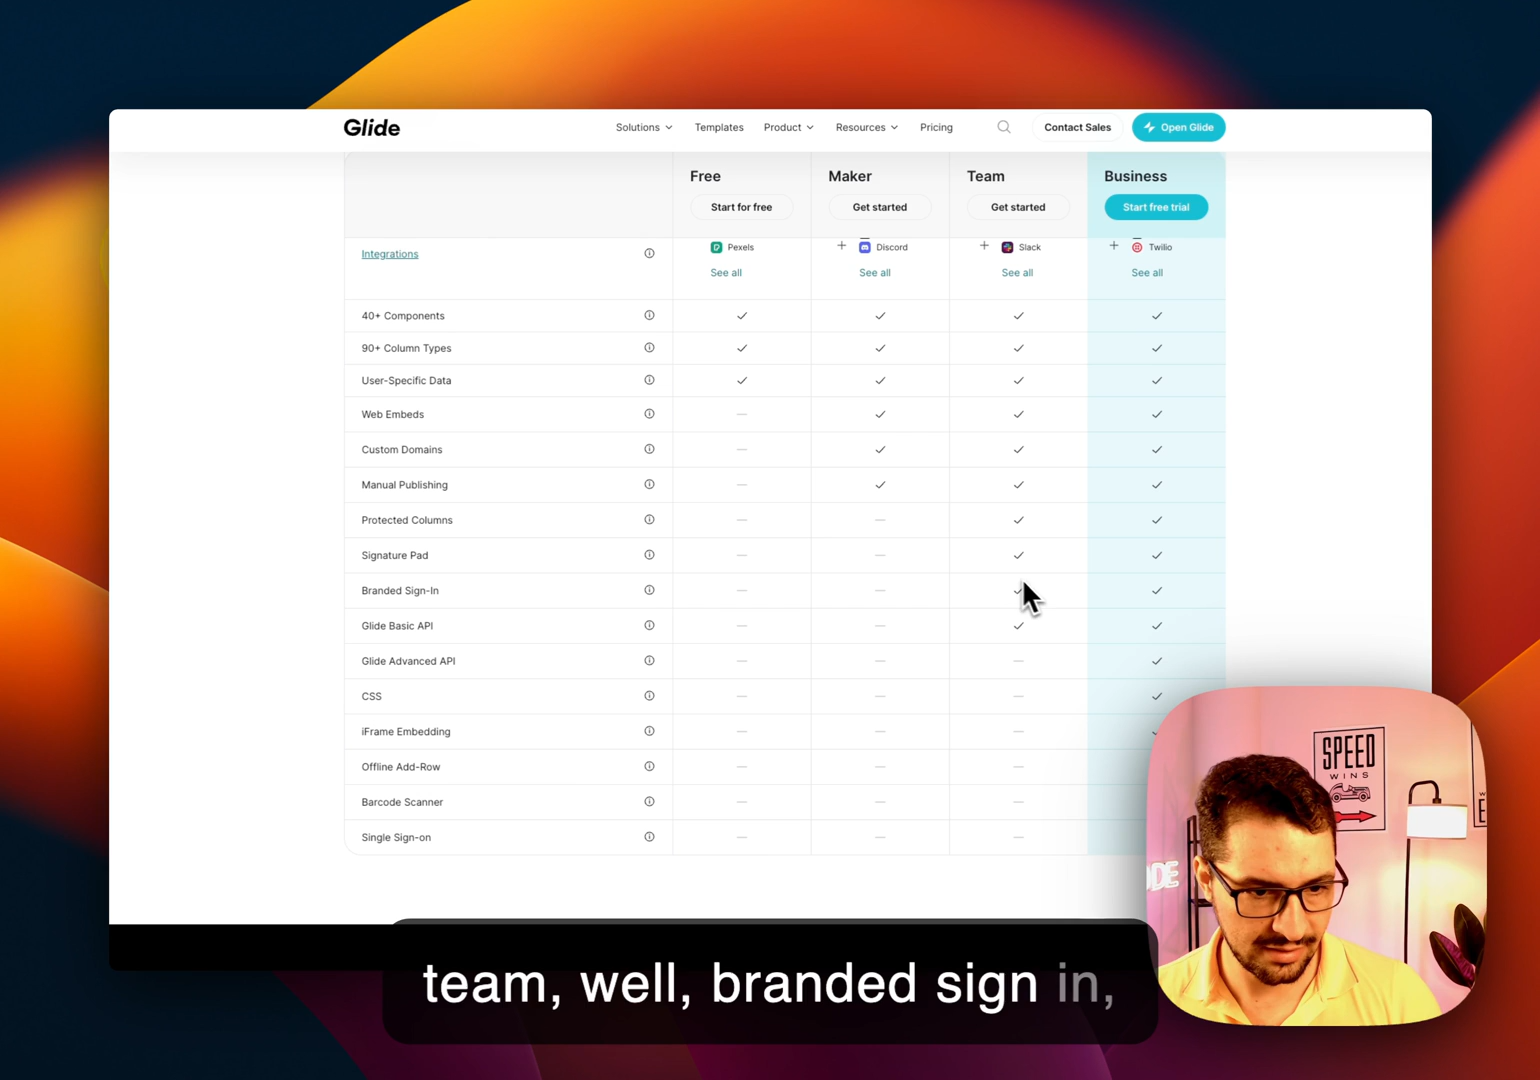 Glide
Solutions
Templates
Product
Resources
Pricing
Contact Sales
Open Glide
Free
Maker
Team
Business
Start for free
Get started
Get started
Start free trial
Integrations
Pexels
Discord
Slack
Twilio
See all
See all
See all
See all
40+ Components
90+ Column Types
User-Specific Data
Web Embeds
Custom Domains
Manual Publishing
Protected Columns
Signature Pad
Branded Sign-In
Glide Basic API
Glide Advanced API
CSS
iFrame Embedding
Offline Add-Row
Barcode Scanner
Single Sign-on
SPEED
WINS
team, well, branded sign in,